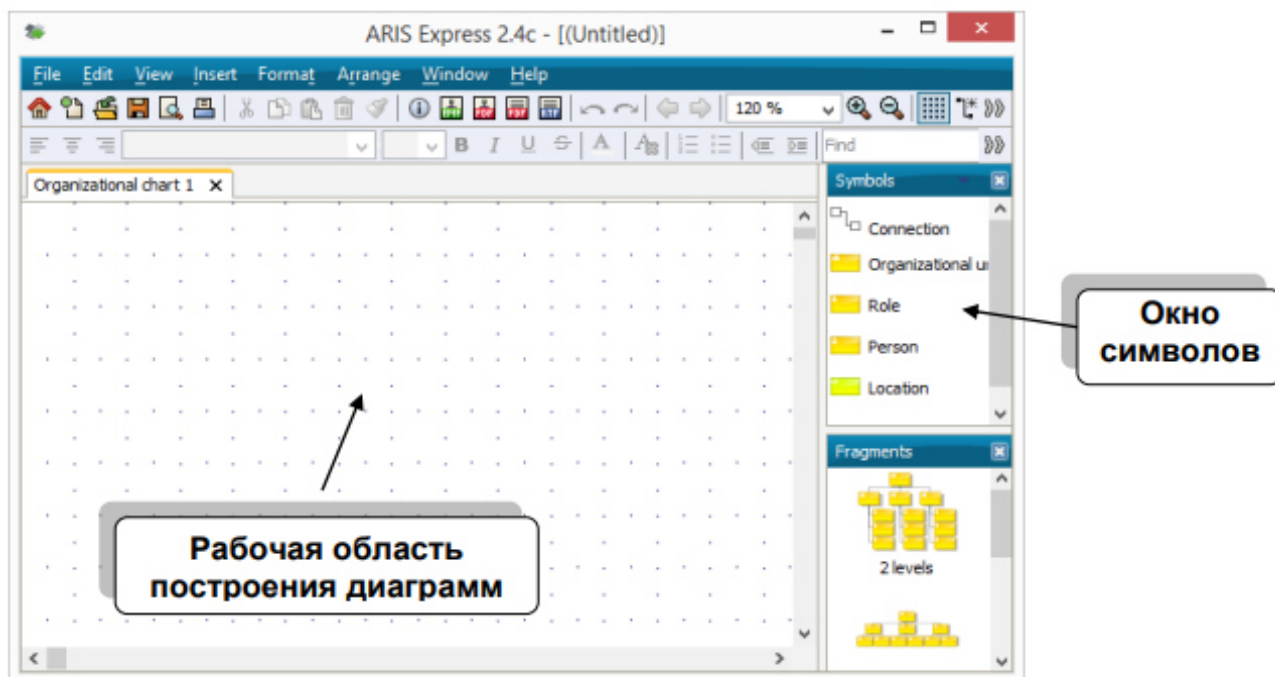 ARIS Express 2.4c - [(Untitled)]
File Edit View Insert Format Arrange Window Help
120 %
B I U S A
Find
Organizational chart 1
Symbols
Connection
Organizational
Role
Person
Location
Fragments
2 levels
Окно
символов
Рабочая область
построения диаграмм